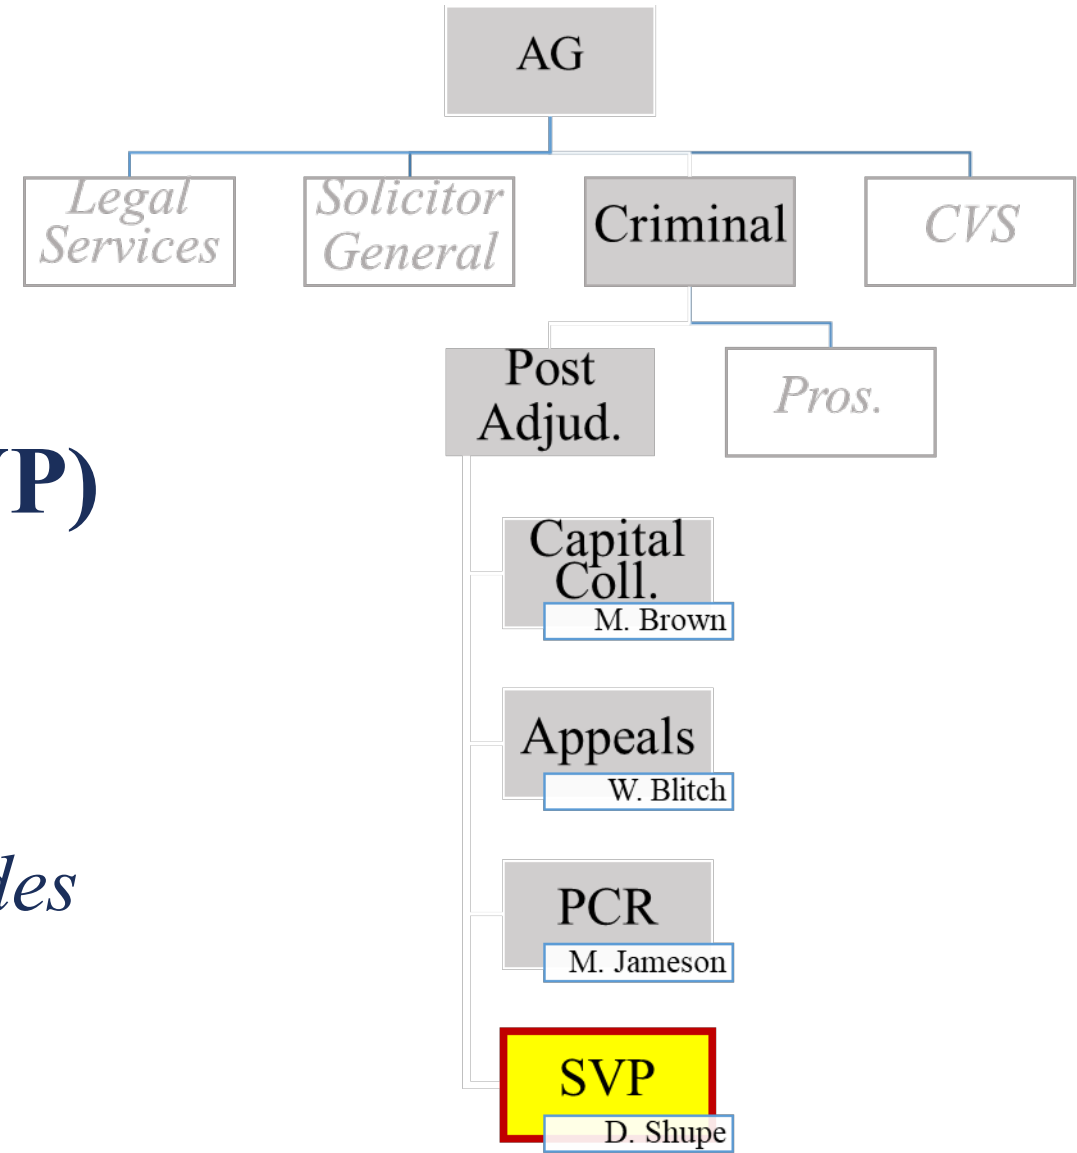 AG
Legal
Services
Solicitor
General
Criminal
CVS
Post
Adjud.
Pros.
VP)
Capital
Coll.
M. Brown
Appeals
W. Blitch
des
PCR
M. Jameson
SVP
D. Shupe